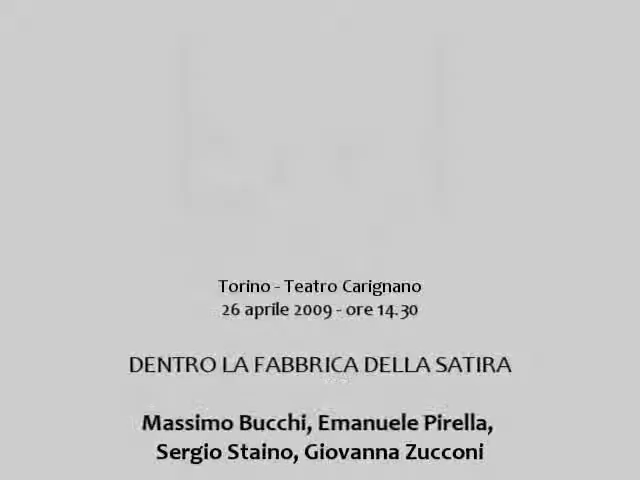 Torino - Teatro Carignano
26 aprile 2009 - ore 14.30
DENTRO LA FABBRICA DELLA SATIRA
Massimo Bucchi, Emanuele Pirella,
Sergio Staino, Giovanna Zucconi